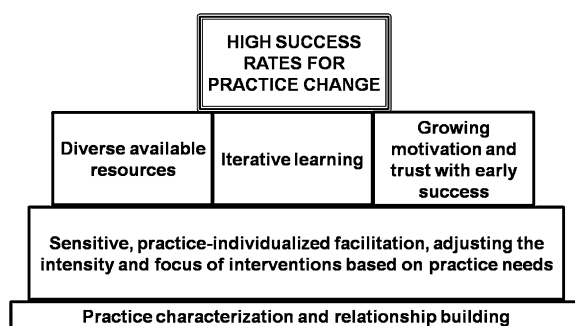 HIGH SUCCESS
RATES FOR
PRACTICE CHANGE
Diverse available
resources
Iterative learning
Growing
motivation and
trust with early
success
Sensitive, practice-individualized facilitation, adjusting the
intensity and focus of interventions based on practice needs
Practice characterization and relationship building